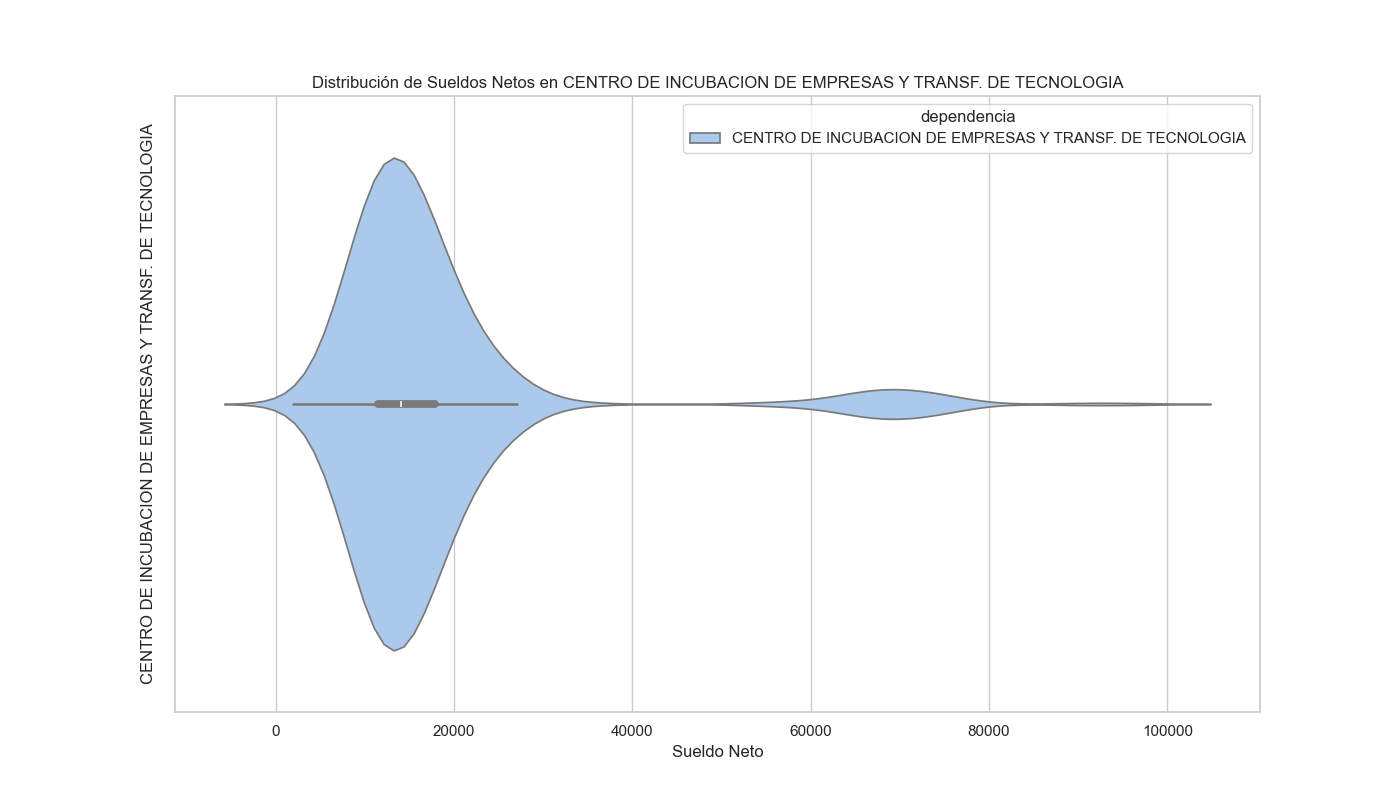 Distribución de Sueldos Netos en CENTRO DE INCUBACION DE EMPRESAS Y TRANSF. DE TECNOLOGIA
dependencia
CENTRO DE INCUBACION DE EMPRESAS Y TRANSF. DE TECNOLOGIA
CENTRO DE INCUBACION DE EMPRESAS Y TRANSF. DE TECNOLOGIA
0 20000 40000 60000 80000 100000
Sueldo Neto